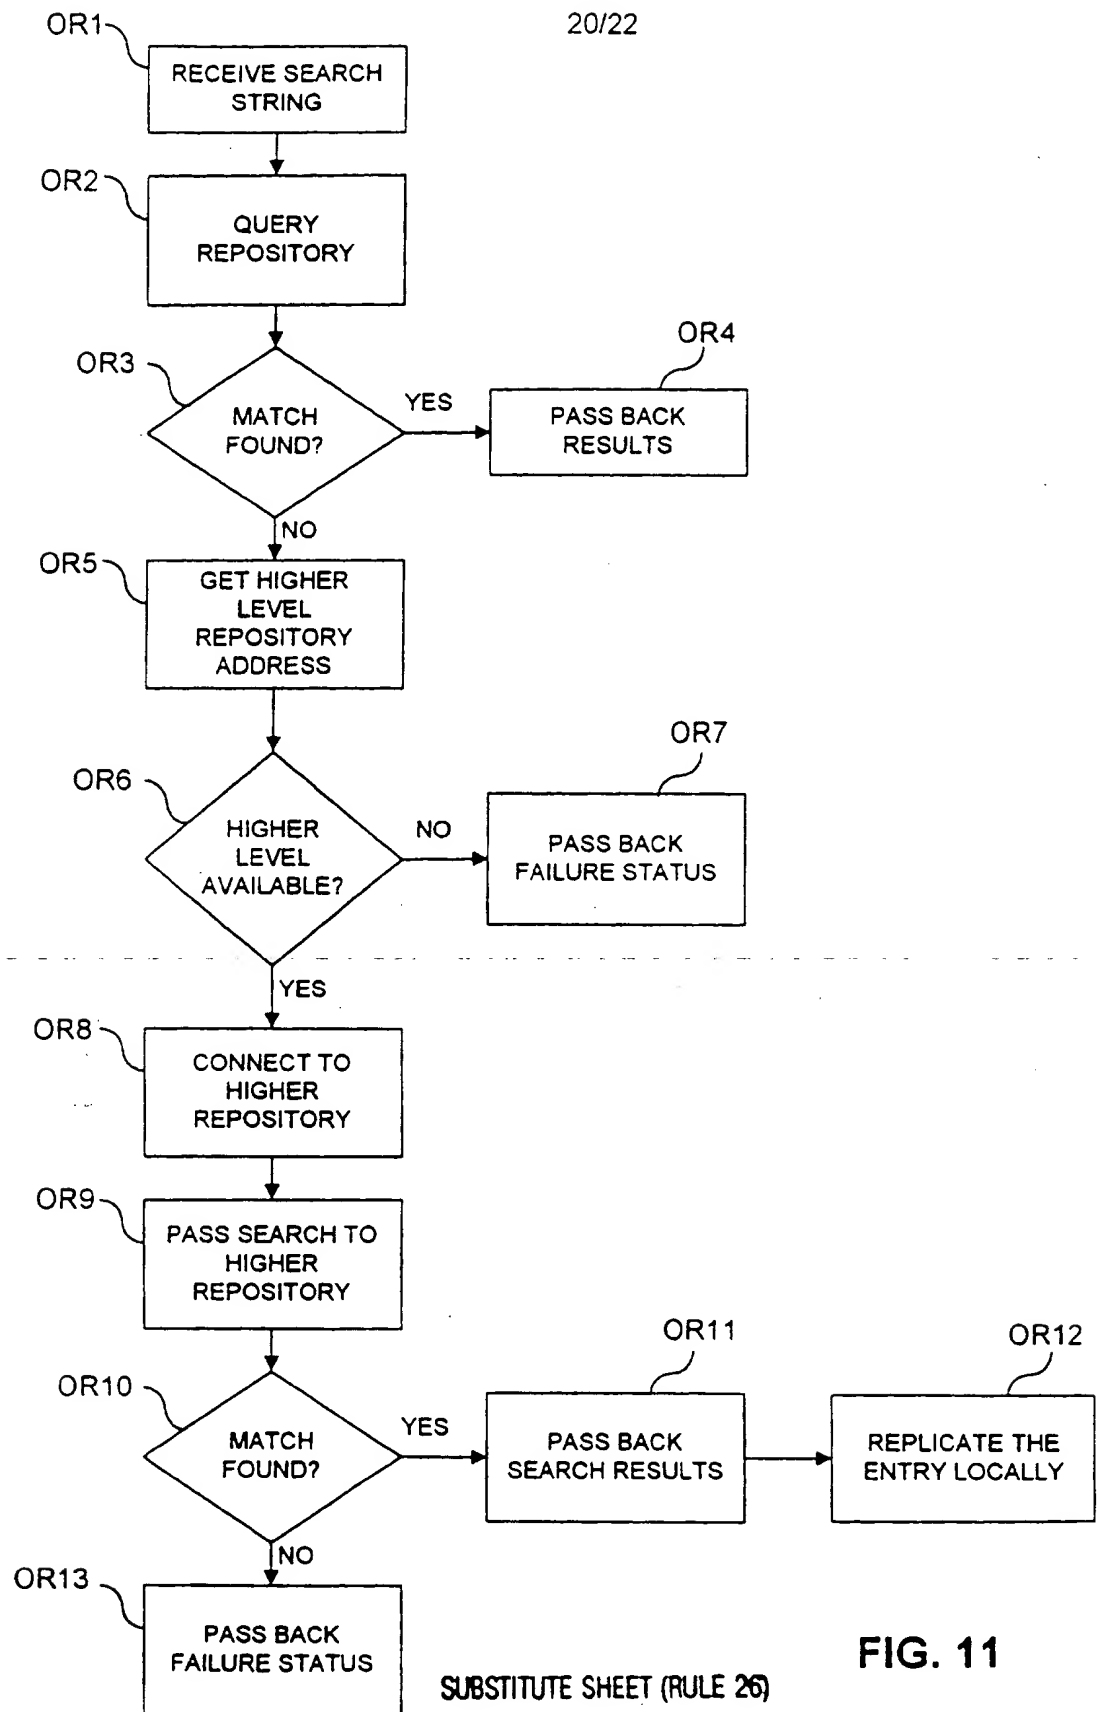 20/22
OR1
RECEIVE SEARCH
STRING
OR2
QUERY
REPOSITORY
OR3
MATCH
FOUND?
YES
OR4
PASS BACK
RESULTS
NO
OR5
GET HIGHER
LEVEL
REPOSITORY
ADDRESS
OR6
HIGHER
LEVEL
AVAILABLE?
NO
OR7
PASS BACK
FAILURE STATUS
YES
OR8
CONNECT TO
HIGHER
REPOSITORY
OR9
PASS SEARCH TO
HIGHER
REPOSITORY
OR10
MATCH
FOUND?
YES
OR11
PASS BACK
SEARCH RESULTS
OR12
REPLICATE THE
ENTRY LOCALLY
NO
OR13
PASS BACK
FAILURE STATUS
FIG. 11
SUBSTITUTE SHEET (RULE 26)